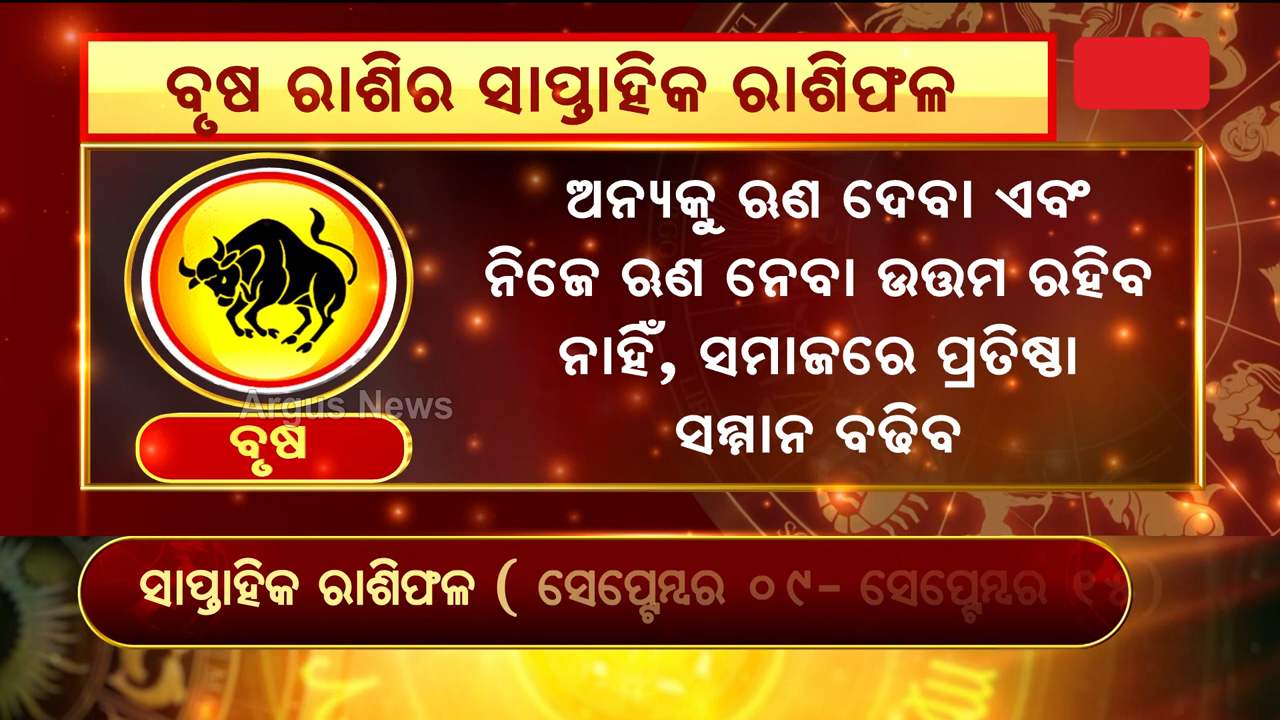 ବୃଷ ରାଶିର ସାପ୍ତାହିକ ରାଶିଫଳ
ଅନ୍ୟକୁ ଋଣ ଦେବା ଏବଂ
ନିଜେ ଋଣ ନେବା ଉତ୍ତମ ରହିବ
ନାହିଁ, ସମାଜରେ ପ୍ରତିଷ୍ଠା
ସମ୍ମାନ ବଢିବ
Argus News
ବୃଷ
ସାପ୍ତାହିକ ରାଶିଫଳ ( ସେପ୍ଟେମ୍ବର ୦୯- ସେପ୍ଟେମ୍ବର